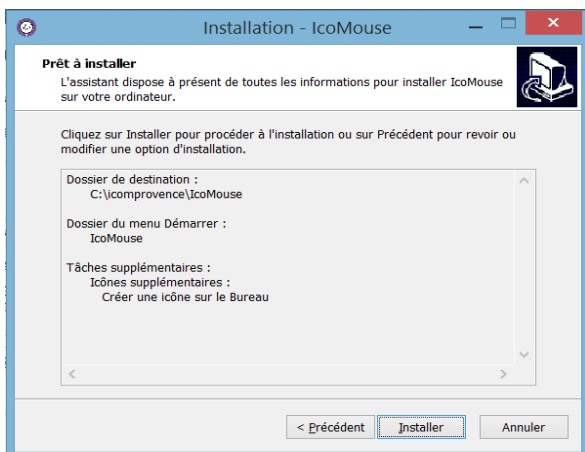 Installation - IcoMouse
Prêt à installer
L'assistant dispose à présent de toutes les informations pour installer IcoMouse
sur votre ordinateur.
Cliquez sur Installer pour procéder à l'installation ou sur Précédent pour revoir ou
modifier une option d'installation.
Dossier de destination :
C:\icomprovence\IcoMouse
Dossier du menu Démarrer :
IcoMouse
Tâches supplémentaires :
Icônes supplémentaires :
Créer une icône sur le Bureau
< Précédent
Installer
Annuler